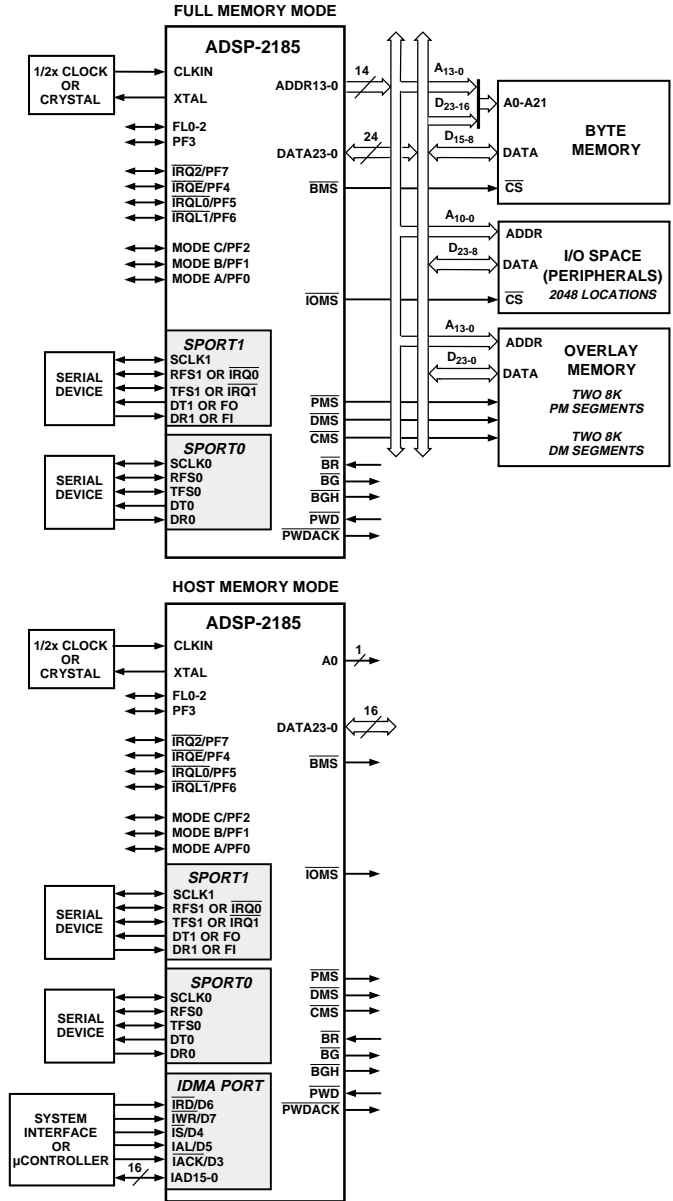 FULL MEMORY MODE
ADSP-2185
1/2x CLOCK
OR
CRYSTAL
CLKIN
XTAL
FL0-2
PF3
IRQ2/PF7
IRQE/PF4
IRQL0/PF5
IRQL1/PF6
MODE C/PF2
MODE B/PF1
MODE A/PF0
SPORT1
SERIAL
DEVICE
SCLK1
RFS1 OR IRQ0
TFS1 OR IRQ1
DT1 OR FO
DR1 OR FI
SPORT0
SERIAL
DEVICE
SCLK0
RFS0
TFS0
DT0
DR0
ADDR13-0
14
DATA23-0
24
BMS
IOMS
PMS
DMS
CMS
BR
BG
BGH
PWD
PWDACK
A13-0
D23-16
D15-8
A0-A21
BYTE
MEMORY
DATA
CS
A10-0
D23-8
ADDR
I/O SPACE
(PERIPHERALS)
DATA
2048 LOCATIONS
CS
A13-0
D23-0
ADDR
OVERLAY
MEMORY
DATA
TWO 8K
PM SEGMENTS
TWO 8K
DM SEGMENTS
HOST MEMORY MODE
ADSP-2185
1/2x CLOCK
OR
CRYSTAL
CLKIN
XTAL
FL0-2
PF3
IRQ2/PF7
IRQE/PF4
IRQL0/PF5
IRQL1/PF6
MODE C/PF2
MODE B/PF1
MODE A/PF0
SPORT1
SERIAL
DEVICE
SCLK1
RFS1 OR IRQ0
TFS1 OR IRQ1
DT1 OR FO
DR1 OR FI
SPORT0
SERIAL
DEVICE
SCLK0
RFS0
TFS0
DT0
DR0
IDMA PORT
SYSTEM
INTERFACE
OR
µCONTROLLER
IRD/D6
IWR/D7
IS/D4
IAL/D5
IACK/D3
16
IAD15-0
A0
1
DATA23-0
16
BMS
IOMS
PMS
DMS
CMS
BR
BG
BGH
PWD
PWDACK